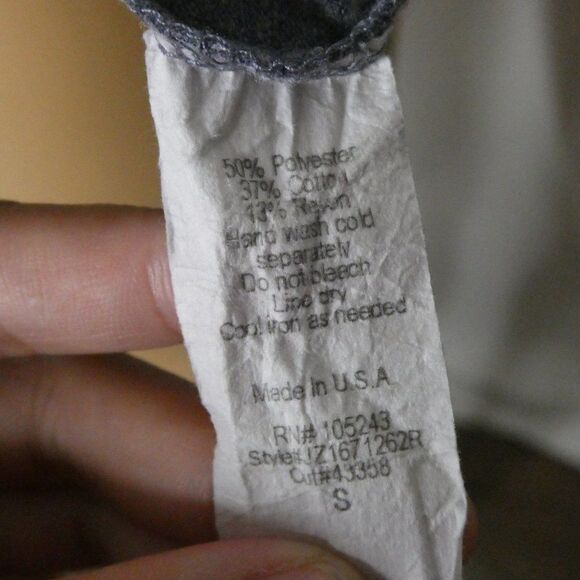 50% Polyester
37% Cotton
13% Rayon
Hand wash cold
separately
Do not bleach
Line dry
Cool iron as needed
Made In U.S.A.
RN# 105243
Style#JZ1671262R
Cut#43358
S